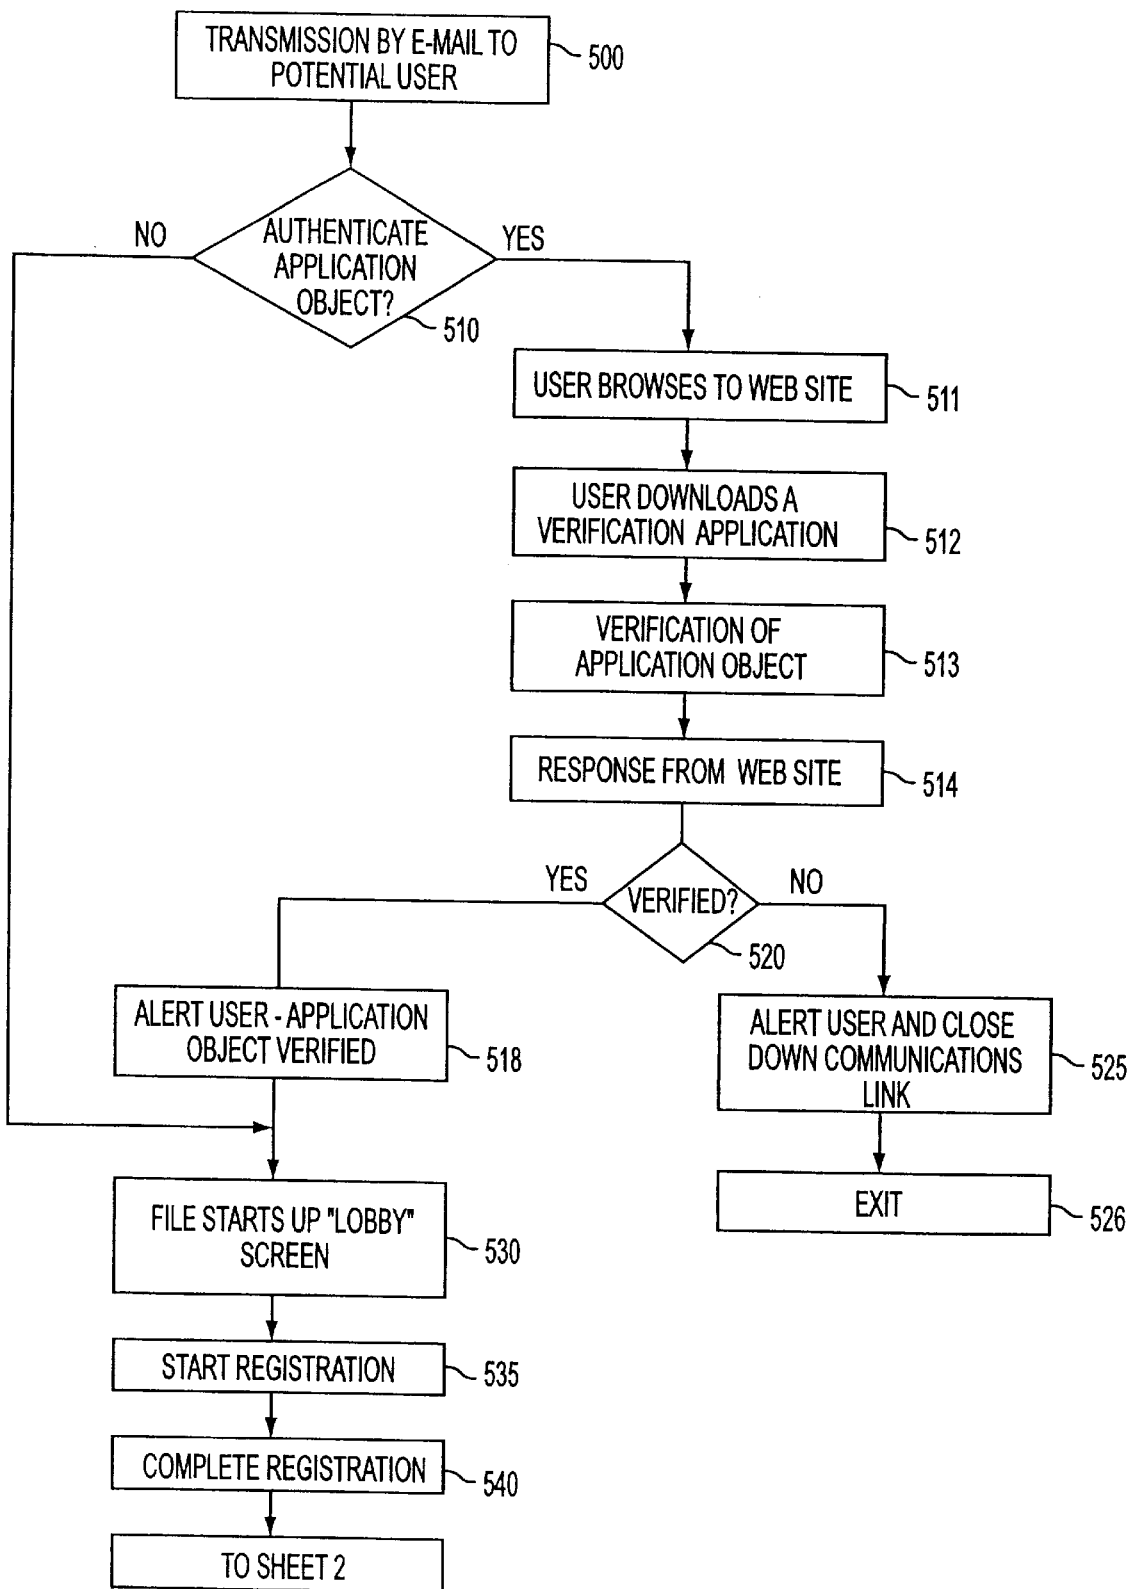 TRANSMISSION BY E-MAIL TO
POTENTIAL USER
500
NO
AUTHENTICATE
APPLICATION
OBJECT?
YES
510
USER BROWSES TO WEB SITE
511
USER DOWNLOADS A
VERIFICATION APPLICATION
512
VERIFICATION OF
APPLICATION OBJECT
513
RESPONSE FROM WEB SITE
514
YES
VERIFIED?
NO
520
ALERT USER - APPLICATION
OBJECT VERIFIED
518
ALERT USER AND CLOSE
DOWN COMMUNICATIONS
LINK
525
FILE STARTS UP "LOBBY"
SCREEN
530
EXIT
526
START REGISTRATION
535
COMPLETE REGISTRATION
540
TO SHEET 2